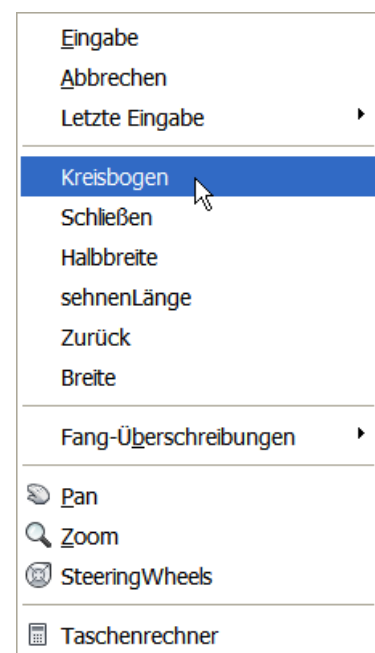 Eingabe
Abbrechen
Letzte Eingabe
Kreisbogen
Schließen
Halbbreite
sehnenLänge
Zurück
Breite
Fang-Überschreibungen
Pan
Zoom
SteeringWheels
Taschenrechner